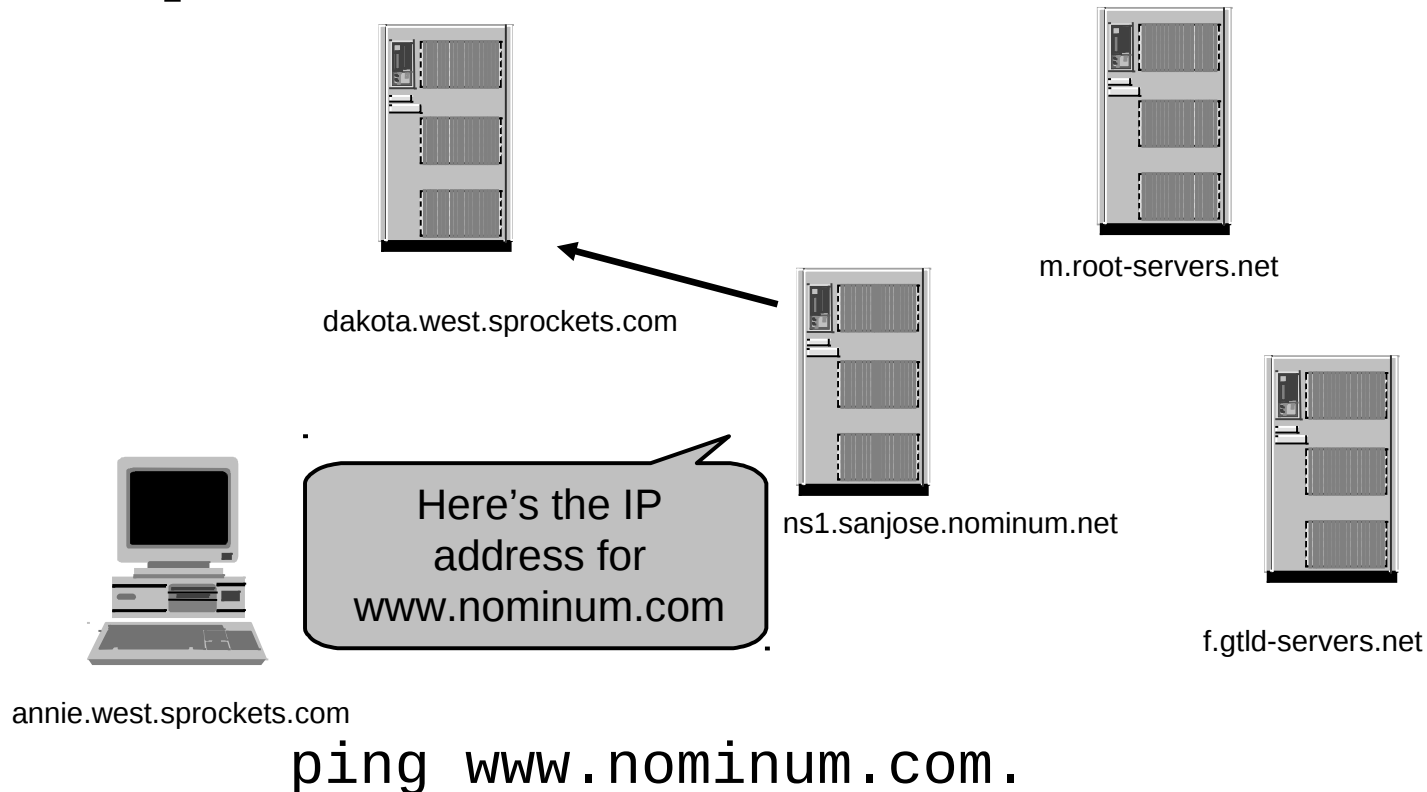 dakota.west.sprockets.com
m.root-servers.net
Here’s the IP
address for
www.nominum.com
ns1.sanjose.nominum.net
f.gtld-servers.net
annie.west.sprockets.com
ping www.nominum.com.